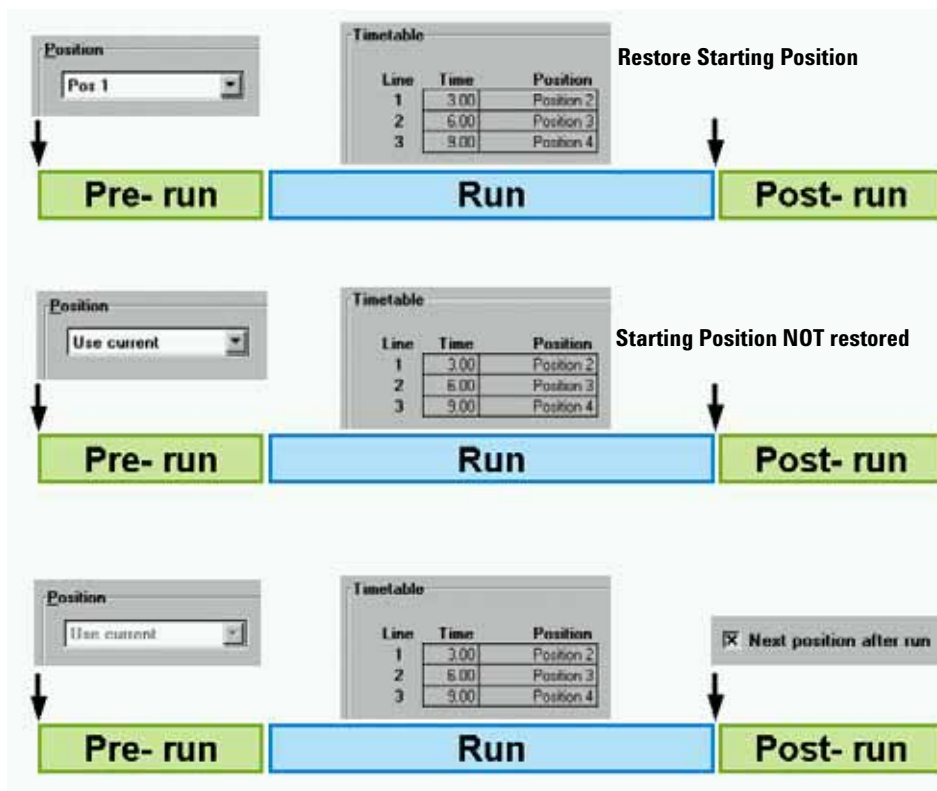 Position
Pos 1
Timetable
Line Time Position
1 3.00 Position 2
2 6.00 Position 3
3 9.00 Position 4
Restore Starting Position
Pre- run
Run
Post- run
Position
Use current
Timetable
Line Time Position
1 3.00 Position 2
2 6.00 Position 3
3 9.00 Position 4
Starting Position NOT restored
Pre- run
Run
Post- run
Position
Use current
Timetable
Line Time Position
1 3.00 Position 2
2 6.00 Position 3
3 9.00 Position 4
Next position after run
Pre- run
Run
Post- run